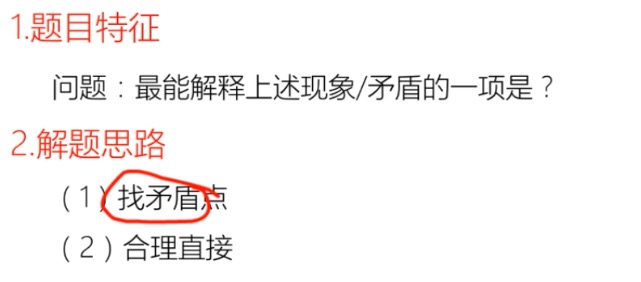 1.题目特征
问题：最能解释上述现象/矛盾的一项是？
2.解题思路
（1）找矛盾点
（2）合理直接